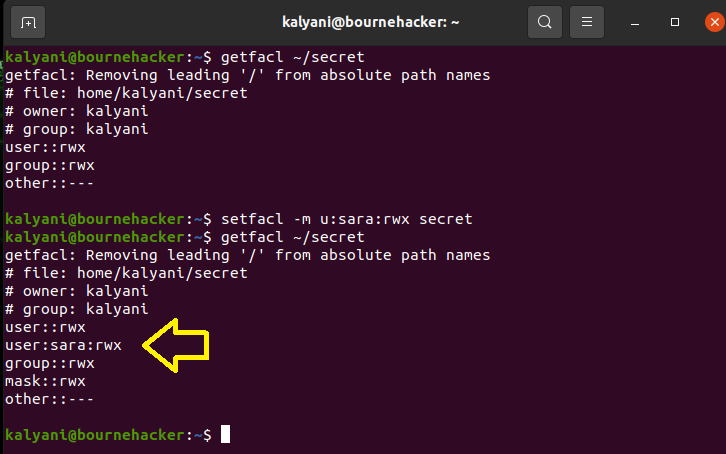 kalyani@bournehacker: ~
kalyani@bournehacker:~$ getfacl ~/secret
getfacl: Removing leading '/' from absolute path names
# file: home/kalyani/secret
# owner: kalyani
# group: kalyani
user::rwx
group::rwx
other::---
kalyani@bournehacker:~$ setfacl -m u:sara:rwx secret
kalyani@bournehacker:~$ getfacl ~/secret
getfacl: Removing leading '/' from absolute path names
# file: home/kalyani/secret
# owner: kalyani
# group: kalyani
user::rwx
user:sara:rwx
group::rwx
mask::rwx
other::---
kalyani@bournehacker:~$